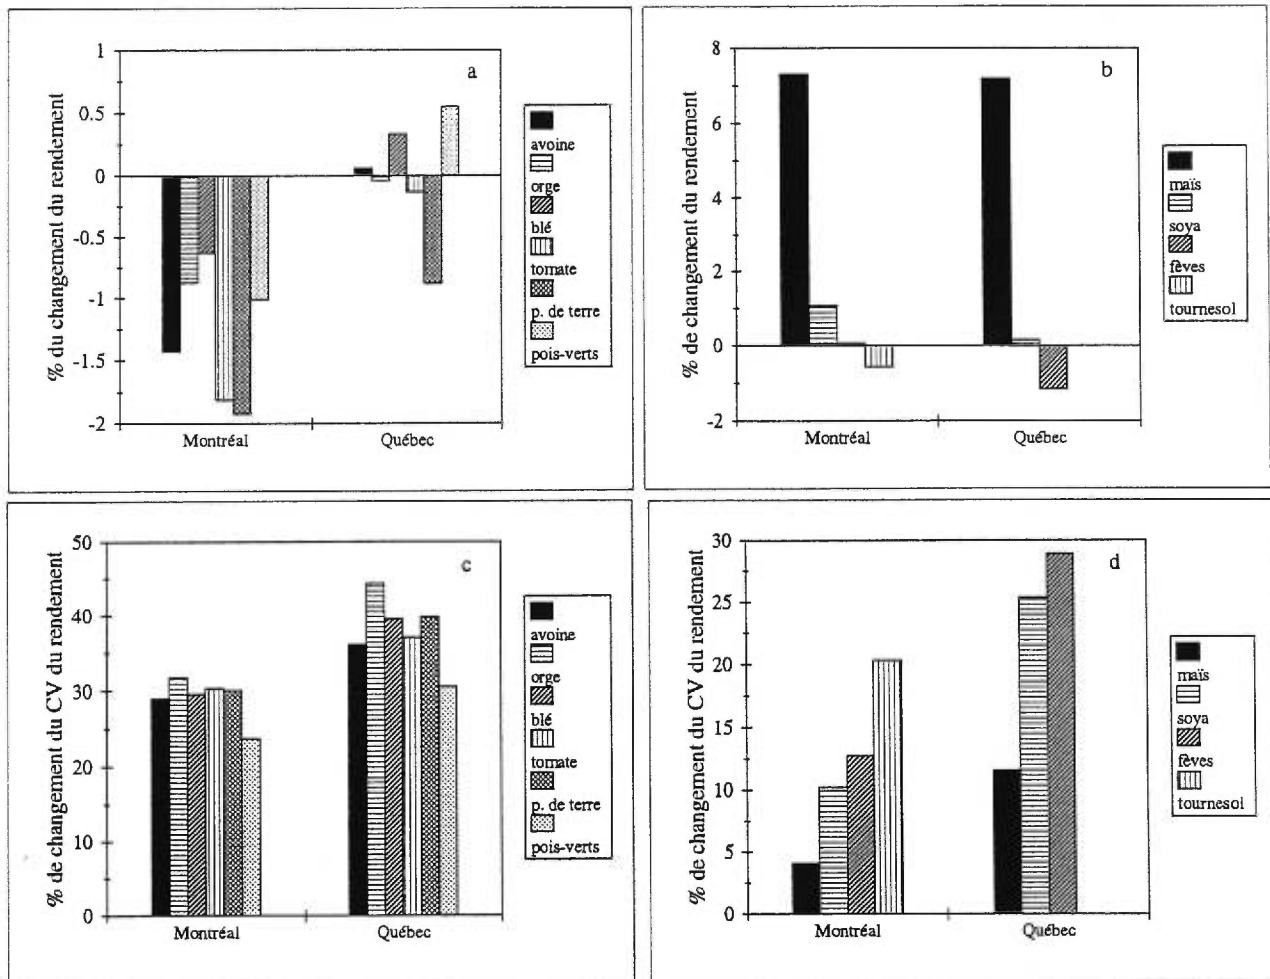 a
% du changement du rendement
1
0.5
0
-0.5
-1
-1.5
-2
Montréal
Québec
avoine
orge
blé
tomate
p. de terre
pois-verts
b
% de changement du rendement
8
6
4
2
0
-2
Montréal
Québec
maïs
soya
fèves
tournesol
c
% de changement du CV du rendement
50
40
30
20
10
0
Montréal
Québec
avoine
orge
blé
tomate
p. de terre
pois-verts
d
% de changement du CV du rendement
30
25
20
15
10
5
0
Montréal
Québec
maïs
soya
fèves
tournesol